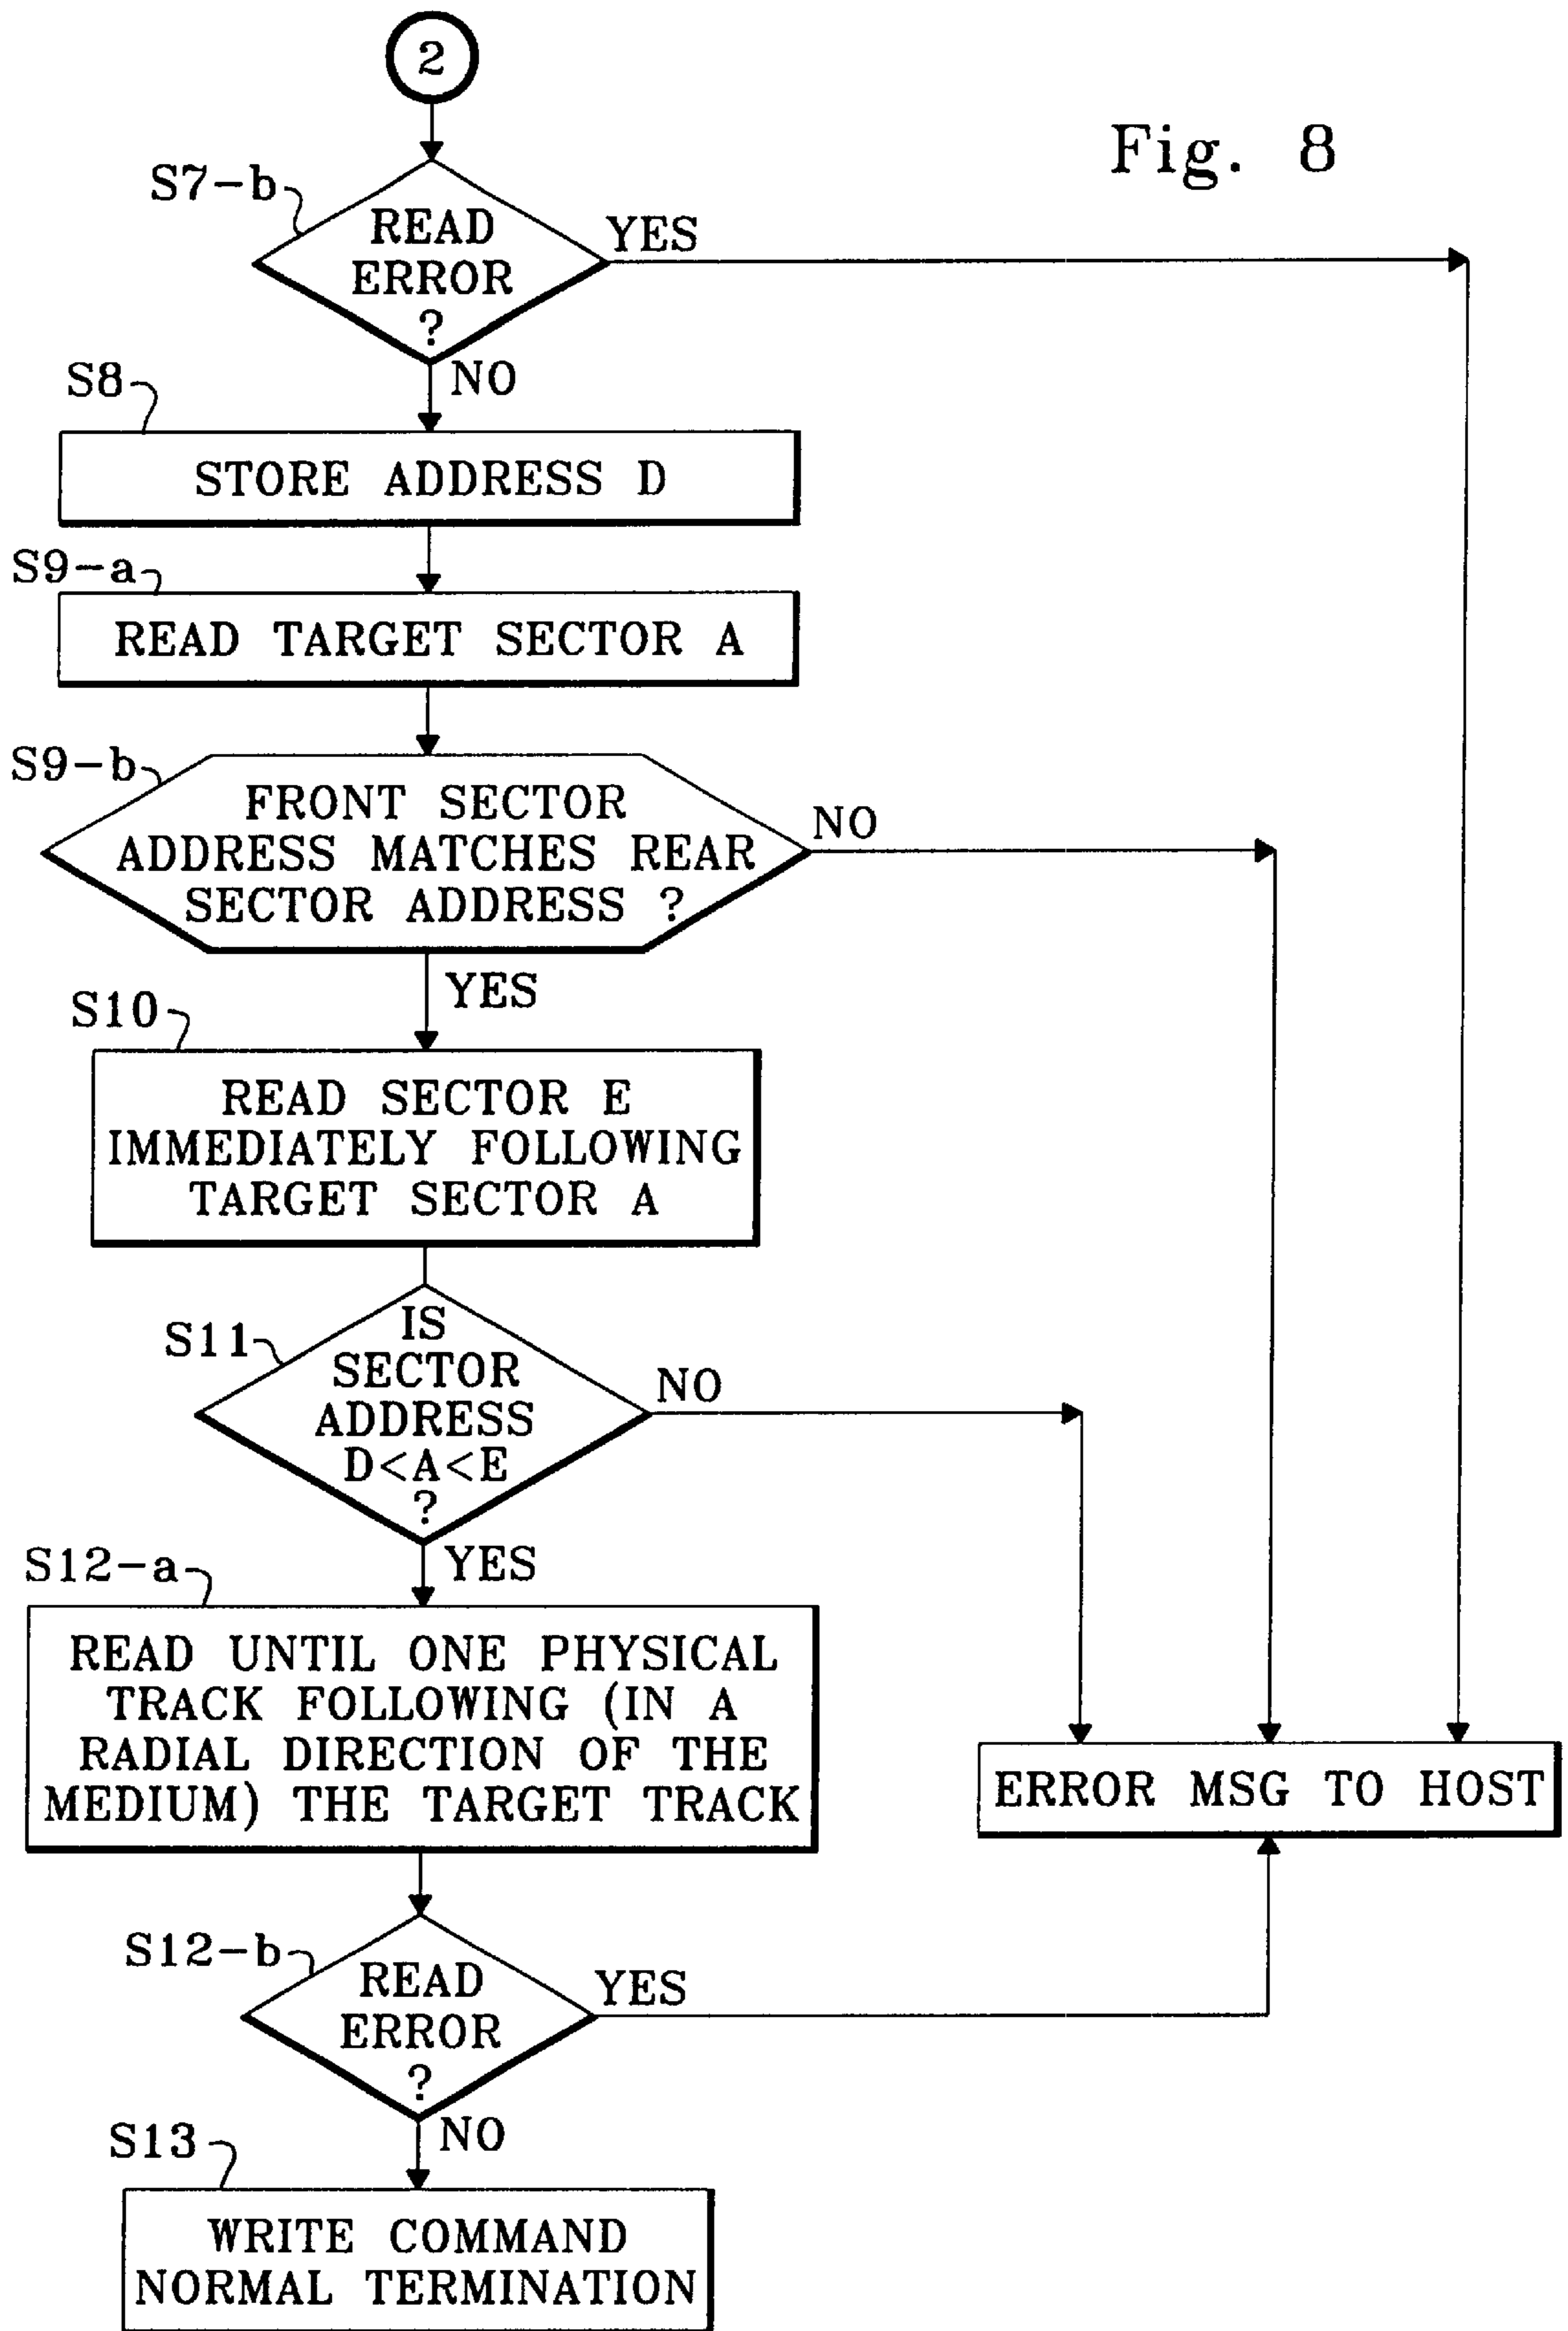 2
Fig. 8
S7-b
READ
ERROR
?
YES
NO
S8
STORE ADDRESS D
S9-a
READ TARGET SECTOR A
S9-b
FRONT SECTOR
ADDRESS MATCHES REAR
SECTOR ADDRESS ?
NO
YES
S10
READ SECTOR E
IMMEDIATELY FOLLOWING
TARGET SECTOR A
S11
IS
SECTOR
ADDRESS
D<A<E
?
NO
YES
S12-a
READ UNTIL ONE PHYSICAL
TRACK FOLLOWING (IN A
RADIAL DIRECTION OF THE
MEDIUM) THE TARGET TRACK
ERROR MSG TO HOST
S12-b
READ
ERROR
?
YES
NO
S13
WRITE COMMAND
NORMAL TERMINATION